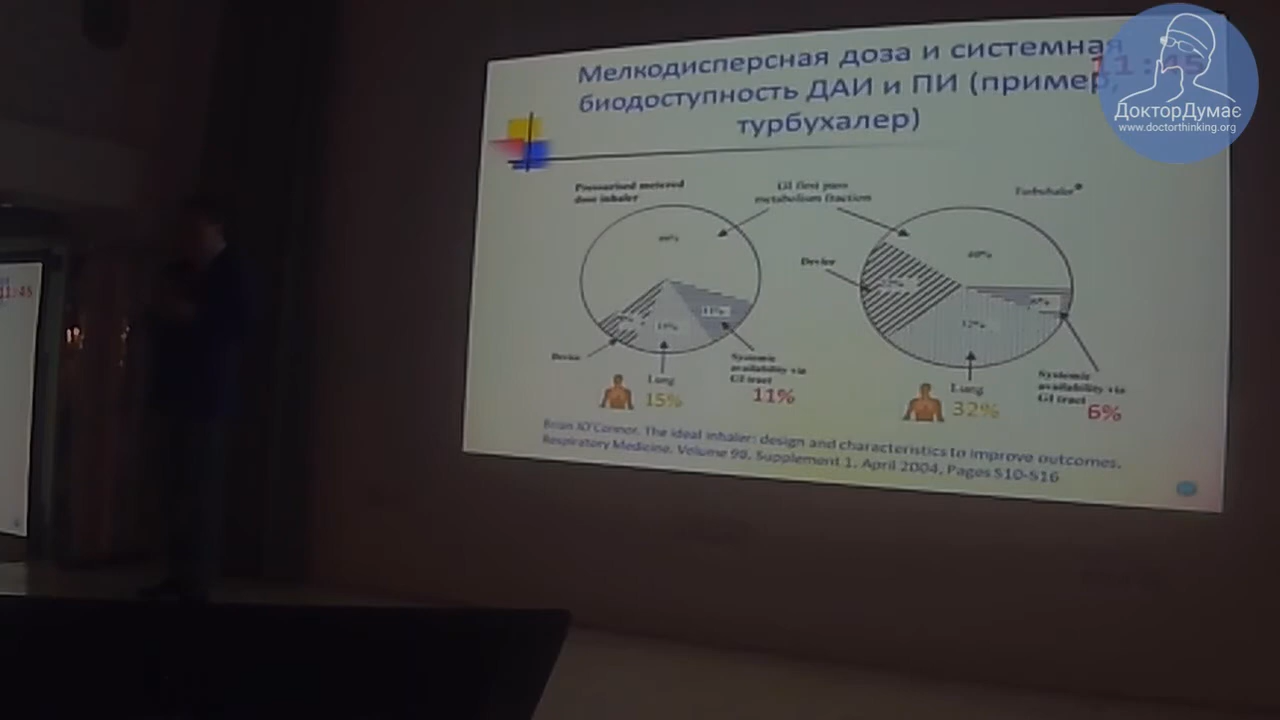 Мелкодисперсная доза и системная
биодоступность ДАИ и ПИ (пример,
турбухалер)
11:45
ДокторДумає
www.doctorthinking.org
Pressurised metered
dose inhaler
GI first pass
metabolism fraction
Turbuhaler®
Device
Device
Lung
15%
Systemic
availability via
GI tract
11%
11%
32%
Lung
32%
Systemic
availability via
GI tract
6%
Brian JO'Connor. The ideal inhaler: design and characteristics to improve outcomes.
Respiratory Medicine. Volume 98, Supplement 1, April 2004, Pages S10-S16
11:45